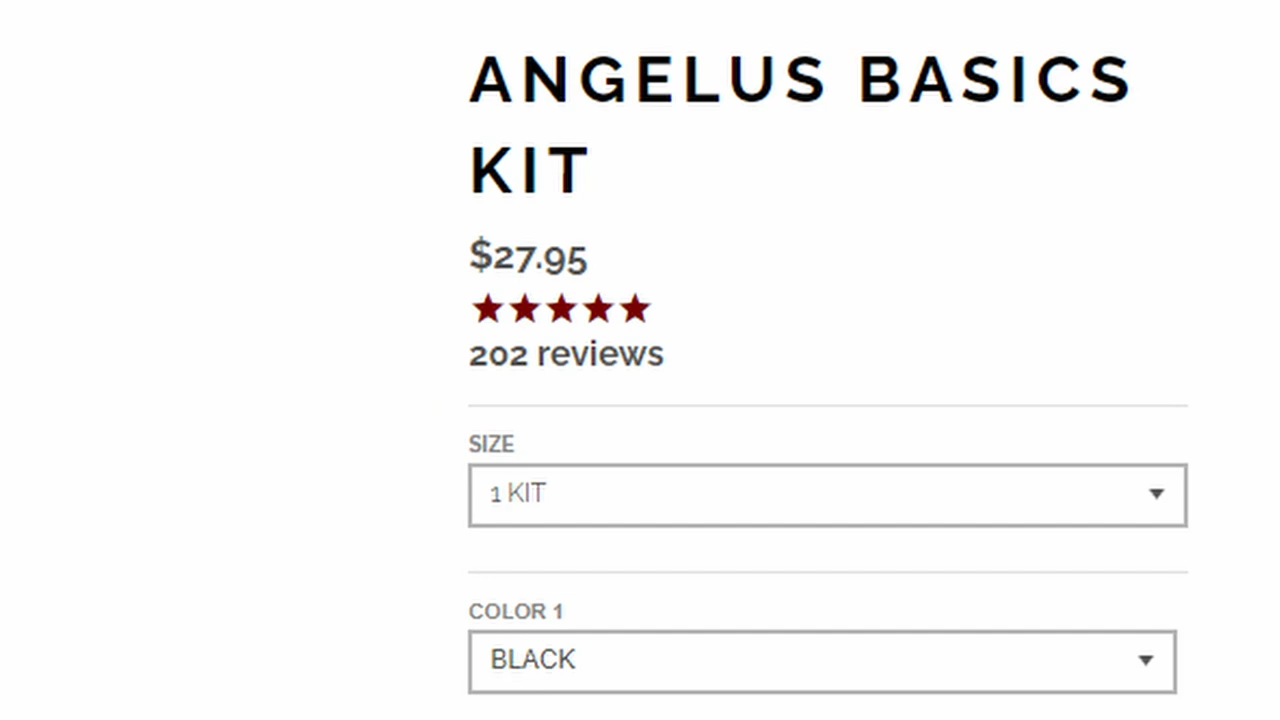 ANGELUS BASICS
KIT
$27.95
202 reviews
SIZE
1 KIT
COLOR 1
BLACK